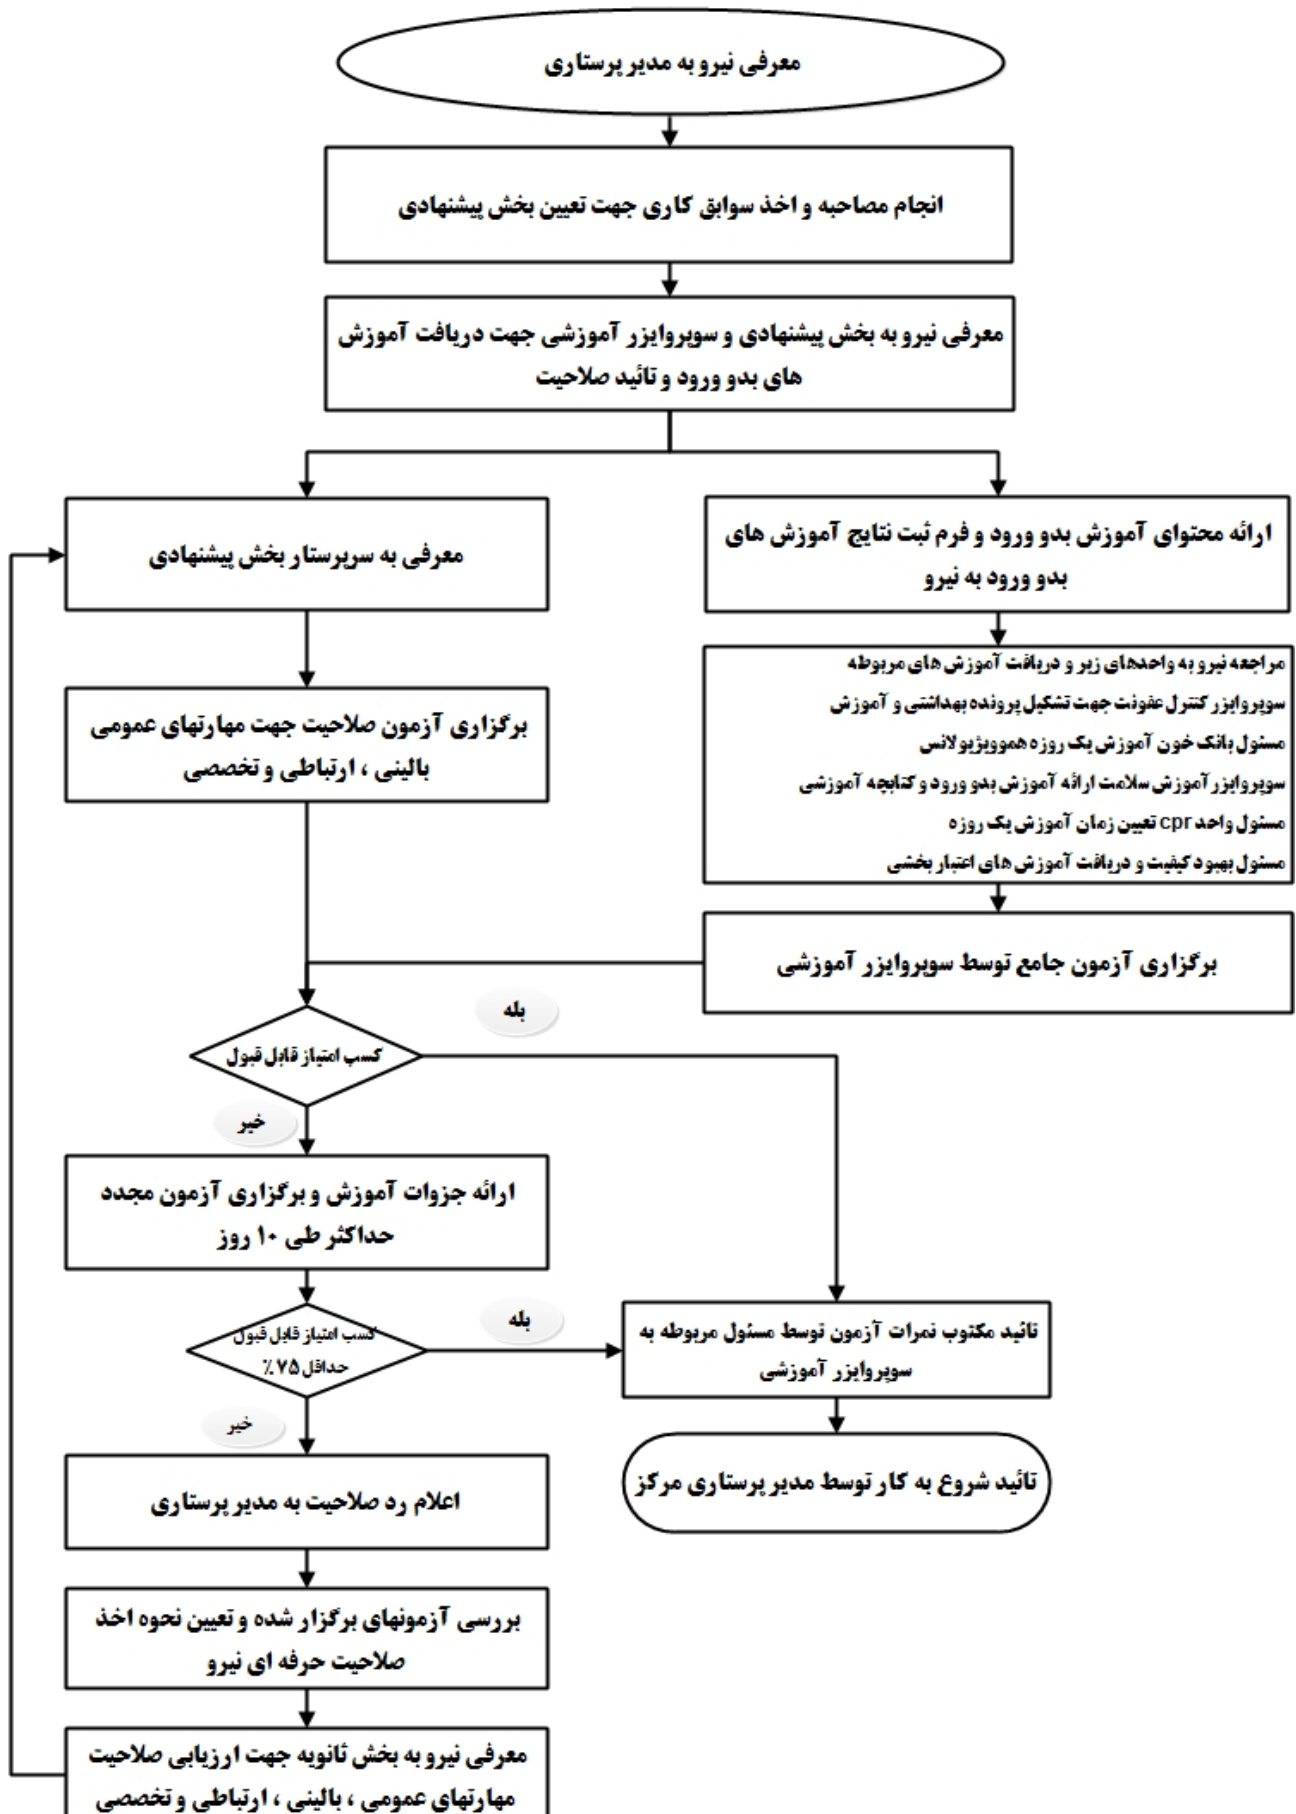 معرفی نیرو به مدیر پرستاری
انجام مصاحبه و اخذ سوابق کاری جهت تعیین بخش پیشنهادی
معرفی نیرو به بخش پیشنهادی و سوپروایزر آموزشی جهت دریافت آموزش
های بدو ورود و تائید صلاحیت
ارائه محتوای آموزش بدو ورود و فرم ثبت نتایج آموزش های
بدو ورود به نیرو
معرفی به سرپرستار بخش پیشنهادی
مراجعه نیرو به واحدهای زیر و دریافت آموزش های مربوطه
سوپروایزر کنترل عفونت جهت تشکیل پرونده بهداشتی و آموزش
مسئول بانک خون آموزش یک روزه هموویژیولانس
سوپروایزر آموزش سلامت ارائه آموزش بدو ورود و کتابچه آموزشی
مسئول واحد cpr تعیین زمان آموزش یک روزه
مسئول بهبود کیفیت و دریافت آموزش های اعتبار بخشی
برگزاری آزمون صلاحیت جهت مهارتهای عمومی
بالینی ، ارتباطی و تخصصی
برگزاری آزمون جامع توسط سوپروایزر آموزشی
کسب امتیاز قابل قبول
بله
خیر
ارائه جزوات آموزش و برگزاری آزمون مجدد
حداکثر طی ۱۰ روز
کسب امتیاز قابل قبول
حداقل ۷۵ ٪
بله
خیر
تائید مکتوب نمرات آزمون توسط مسئول مربوطه به
سوپروایزر آموزشی
تائید شروع به کار توسط مدیر پرستاری مرکز
اعلام رد صلاحیت به مدیر پرستاری
بررسی آزمونهای برگزار شده و تعیین نحوه اخذ
صلاحیت حرفه ای نیرو
معرفی نیرو به بخش ثانویه جهت ارزیابی صلاحیت
مهارتهای عمومی ، بالینی ، ارتباطی و تخصصی